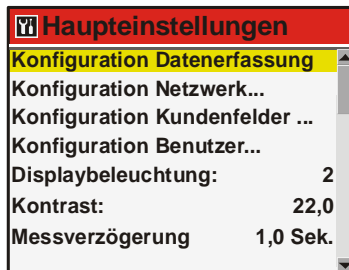 Haupteinstellungen
Konfiguration Datenerfassung
Konfiguration Netzwerk...
Konfiguration Kundenfelder ...
Konfiguration Benutzer...
Displaybeleuchtung: 2
Kontrast: 22,0
Messverzögerung 1,0 Sek.